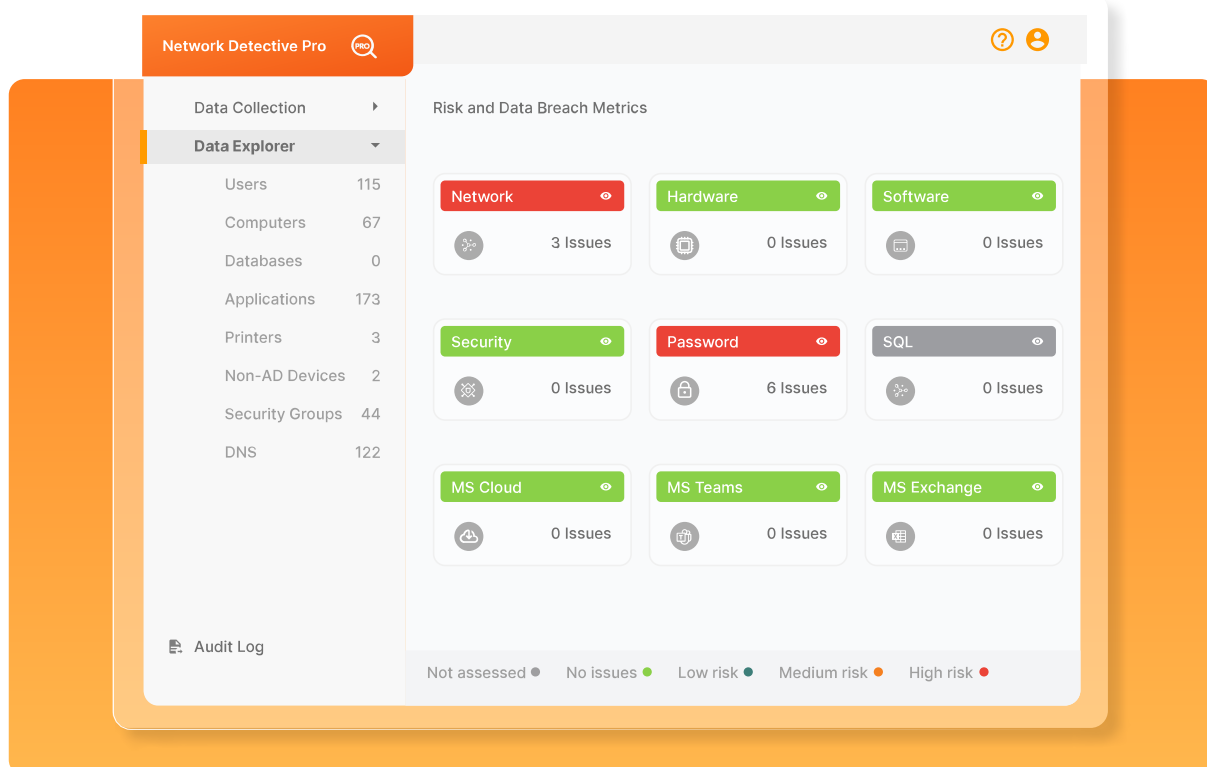 Network Detective Pro
PRO
Data Collection
Data Explorer
Users 115
Computers 67
Databases 0
Applications 173
Printers 3
Non-AD Devices 2
Security Groups 44
DNS 122
Audit Log
Risk and Data Breach Metrics
Network Hardware Software
3 Issues 0 Issues 0 Issues
Security Password SQL
0 Issues 6 Issues 0 Issues
MS Cloud MS Teams MS Exchange
0 Issues 0 Issues 0 Issues
Not assessed No issues Low risk Medium risk High risk